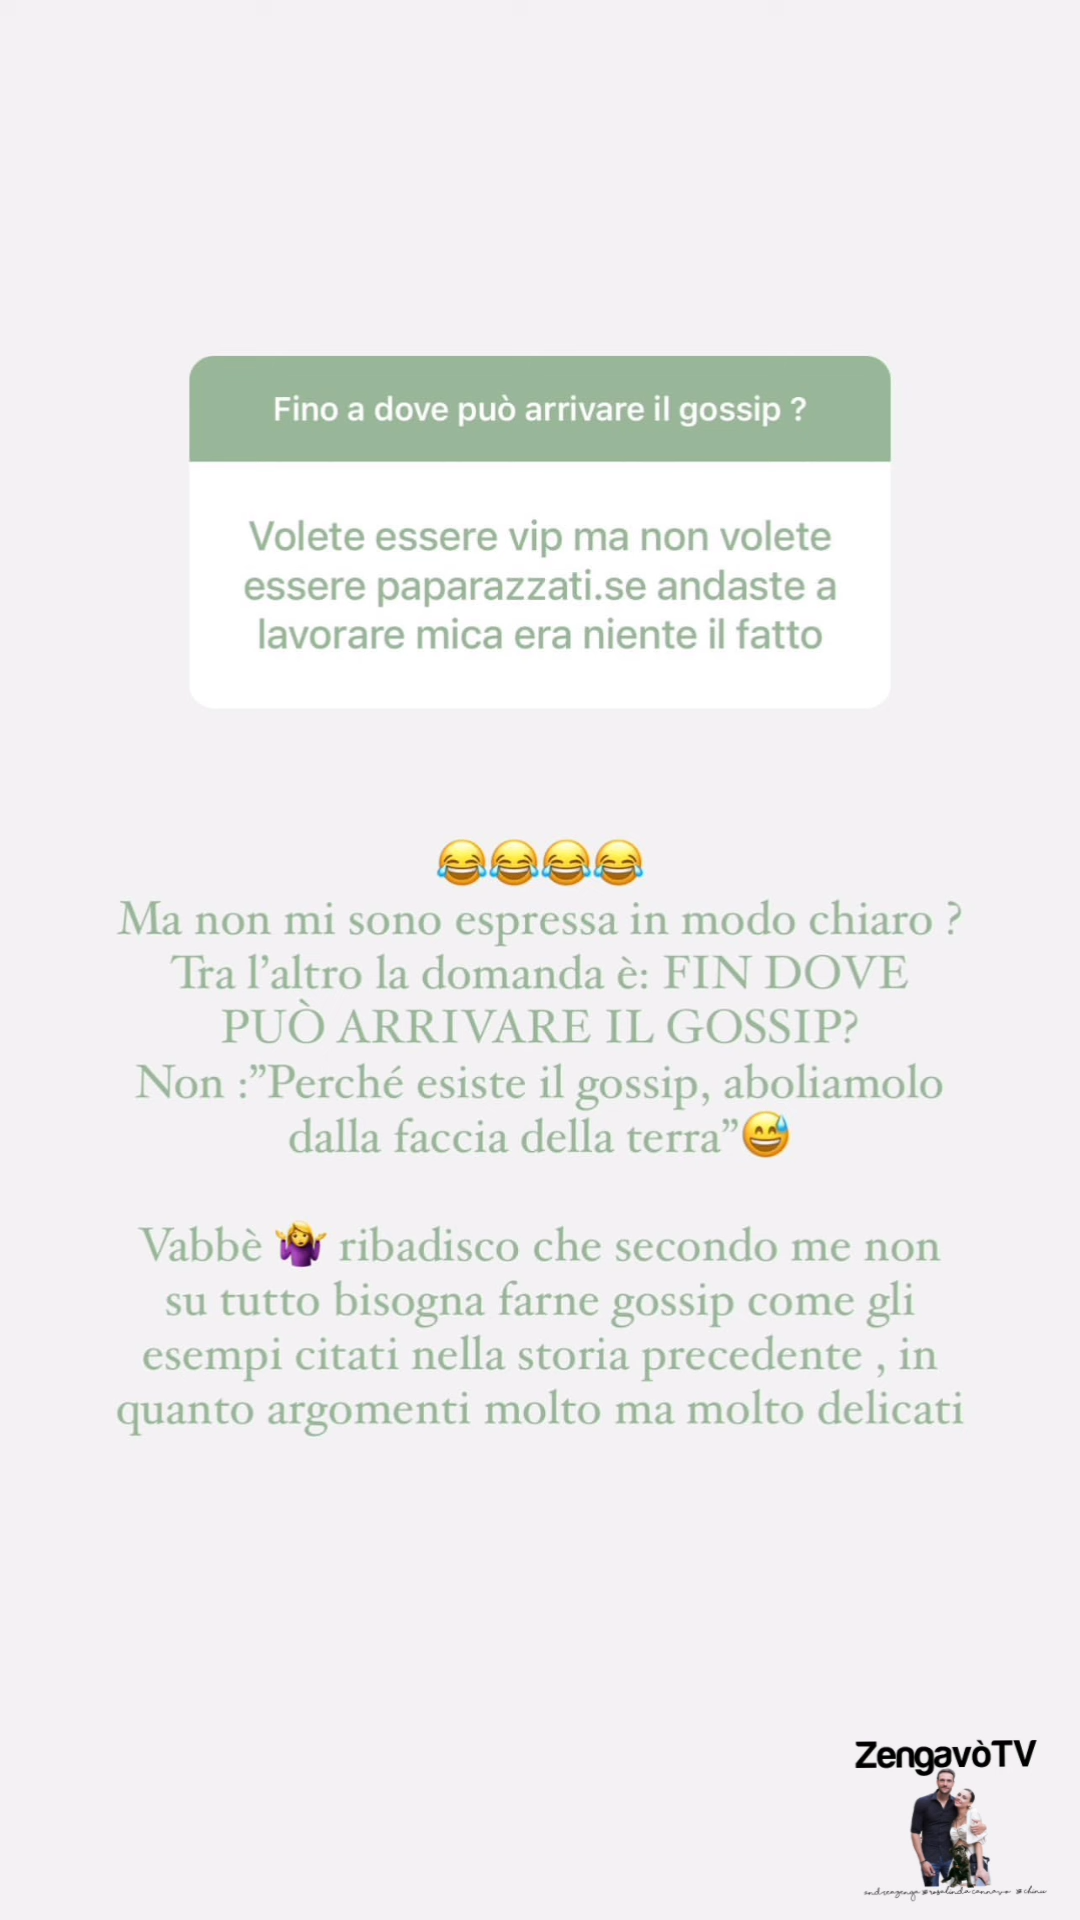 Fino a dove può arrivare il gossip ?
Volete essere vip ma non volete
essere paparazzati.se andaste a
lavorare mica era niente il fatto
😂😂😂😂
Ma non mi sono espressa in modo chiaro ?
Tra l’altro la domanda è: FIN DOVE
PUÒ ARRIVARE IL GOSSIP?
Non :”Perché esiste il gossip, aboliamolo
dalla faccia della terra”😅
Vabbè 🤷‍♀️ ribadisco che secondo me non
su tutto bisogna farne gossip come gli
esempi citati nella storia precedente , in
quanto argomenti molto ma molto delicati
ZengavòTV
andreazenga #rosalindacannavo #chinu